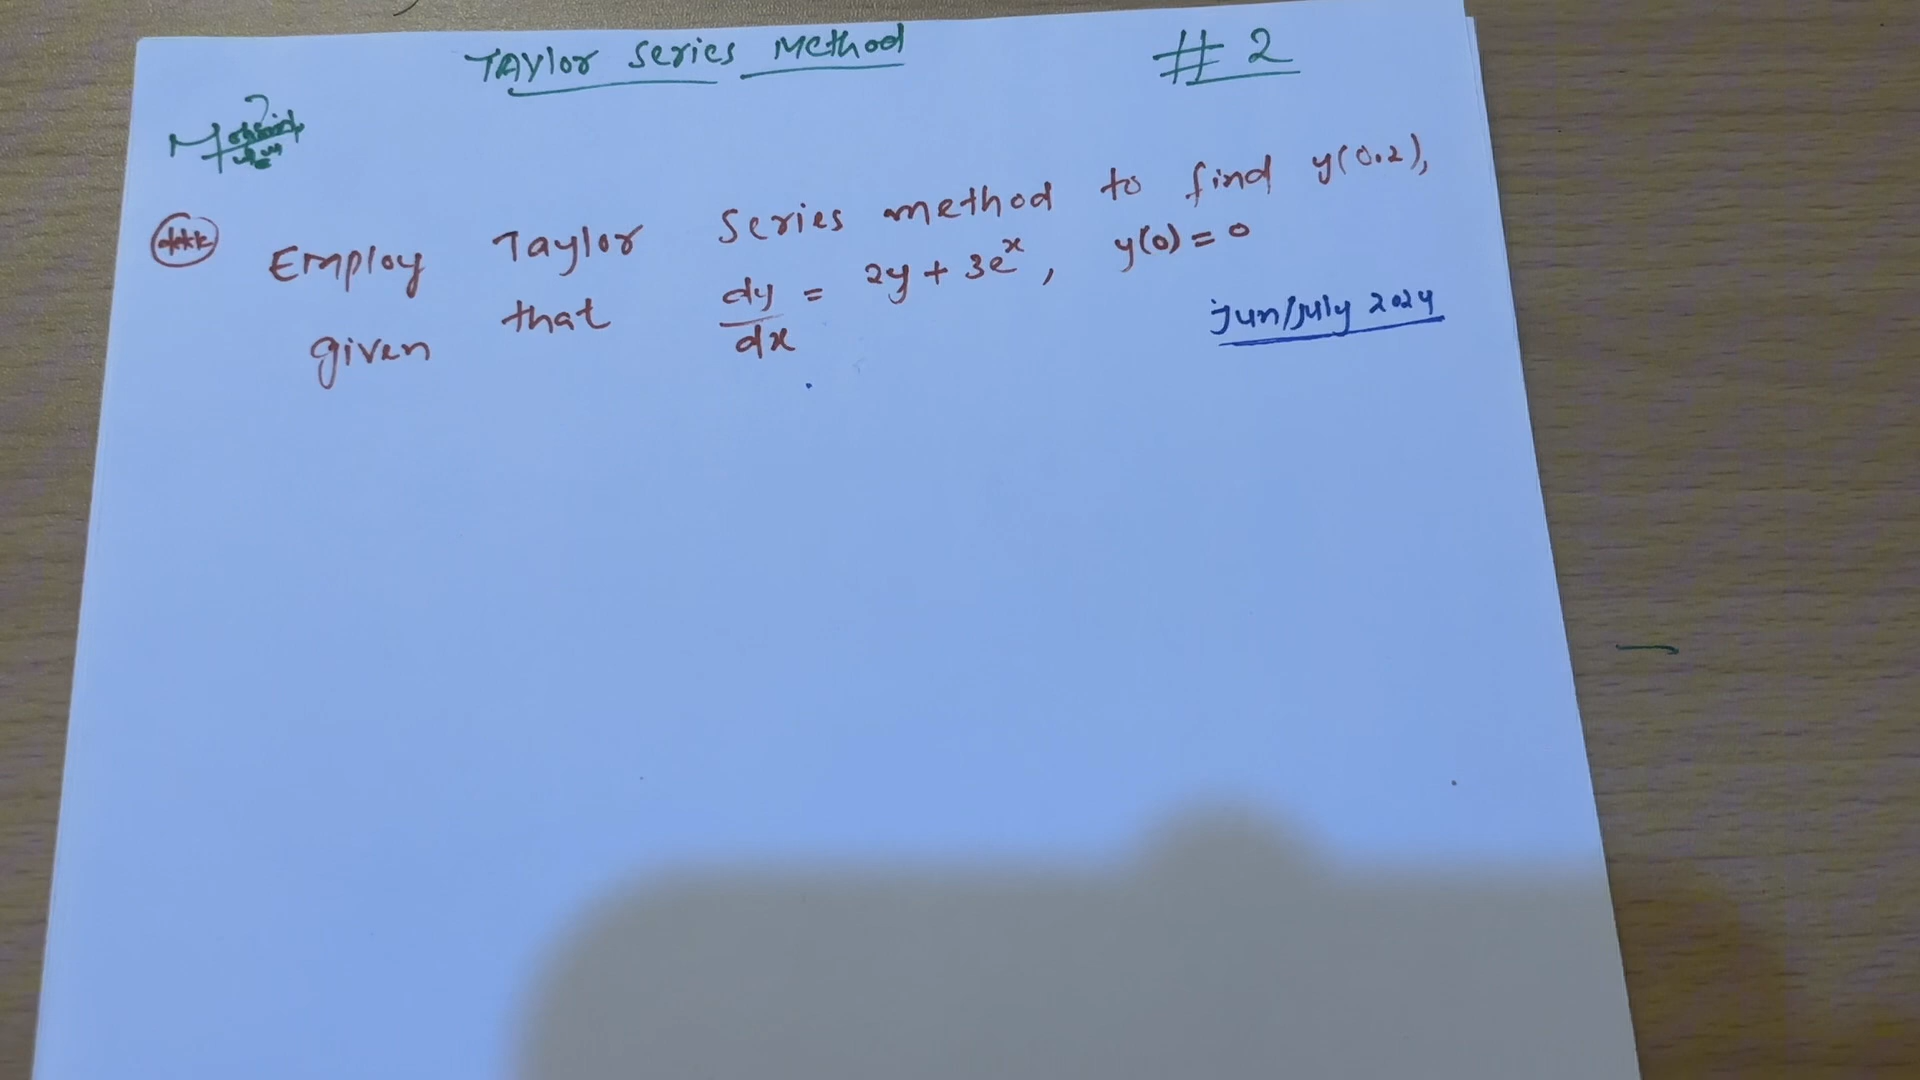 Taylor Series Method
# 2
Employ Taylor Series method to find y(0.2),
given that dy/dx = 2y + 3e^x, y(0) = 0
Jun/July 2024